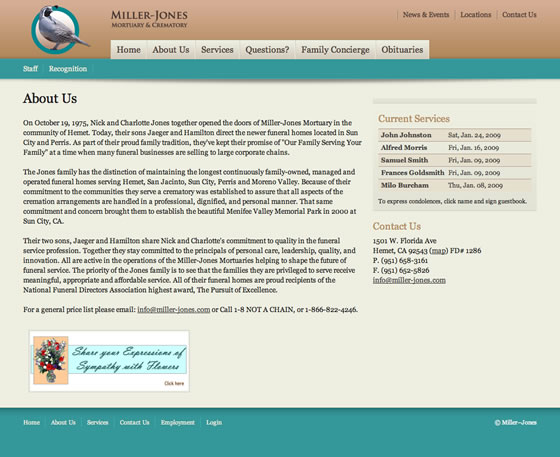 MILLER-JONES
MORTUARY & CREMATORY
News & Events
Locations
Contact Us
Home
About Us
Services
Questions?
Family Concierge
Obituaries
Staff
Recognition
About Us
On October 19, 1975, Nick and Charlotte Jones together opened the doors of Miller-Jones Mortuary in the
community of Hemet. Today, their sons Jaeger and Hamilton direct the newer funeral homes located in Sun
City and Perris. As part of their proud family tradition, they've kept their promise of "Our Family Serving Your
Family" at a time when many funeral businesses are selling to large corporate chains.
The Jones family has the distinction of maintaining the longest continuously family-owned, managed and
operated funeral homes serving Hemet, San Jacinto, Sun City, Perris and Moreno Valley. Because of their
commitment to the communities they serve a crematory was established to assure that all aspects of the
cremation arrangements are handled in a professional, dignified, and personal manner. That same
commitment and concern brought them to establish the beautiful Menifee Valley Memorial Park in 2000 at
Sun City, CA.
Their two sons, Jaeger and Hamilton share Nick and Charlotte's commitment to quality in the funeral
service profession. Together they stay committed to the principals of personal care, leadership, quality, and
innovation. All are active in the operations of the Miller-Jones Mortuaries helping to shape the future of
funeral service. The priority of the Jones family is to see that the families they are privileged to serve receive
meaningful, appropriate and affordable service. All of their funeral homes are proud recipients of the
National Funeral Directors Association highest award, The Pursuit of Excellence.
For a general price list please email: info@miller-jones.com or Call 1-8 NOT A CHAIN, or 1-866-822-4246.
Share your Expressions of
Sympathy with Flowers
Click here
Current Services
John Johnston Sat, Jan. 24, 2009
Alfred Morris Fri, Jan. 16, 2009
Samuel Smith Fri, Jan. 09, 2009
Frances Goldsmith Fri, Jan. 09, 2009
Milo Burcham Thu, Jan. 08, 2009
To express condolences, click name and sign guestbook.
Contact Us
1501 W. Florida Ave
Hemet, CA 92543 (map) FD# 1286
P. (951) 658-3161
F. (951) 652-5826
info@miller-jones.com
Home
About Us
Services
Contact Us
Employment
Login
© Miller-Jones